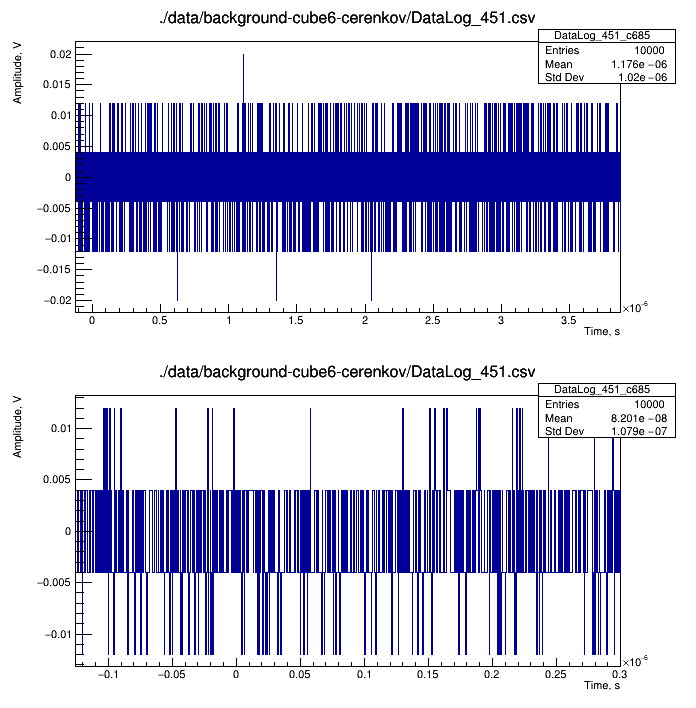 ./data/background-cube6-cerenkov/DataLog_451.csv
DataLog_451_c685
Entries 10000
Mean 1.176e−06
Std Dev 1.02e−06
Amplitude, V
0.02
0.015
0.01
0.005
0
−0.005
−0.01
−0.015
−0.02
0 0.5 1 1.5 2 2.5 3 3.5
×10⁻⁶
Time, s
./data/background-cube6-cerenkov/DataLog_451.csv
DataLog_451_c685
Entries 10000
Mean 8.201e−08
Std Dev 1.079e−07
Amplitude, V
0.01
0.005
0
−0.005
−0.01
−0.1 −0.05 0 0.05 0.1 0.15 0.2 0.25 0.3
×10⁻⁶
Time, s